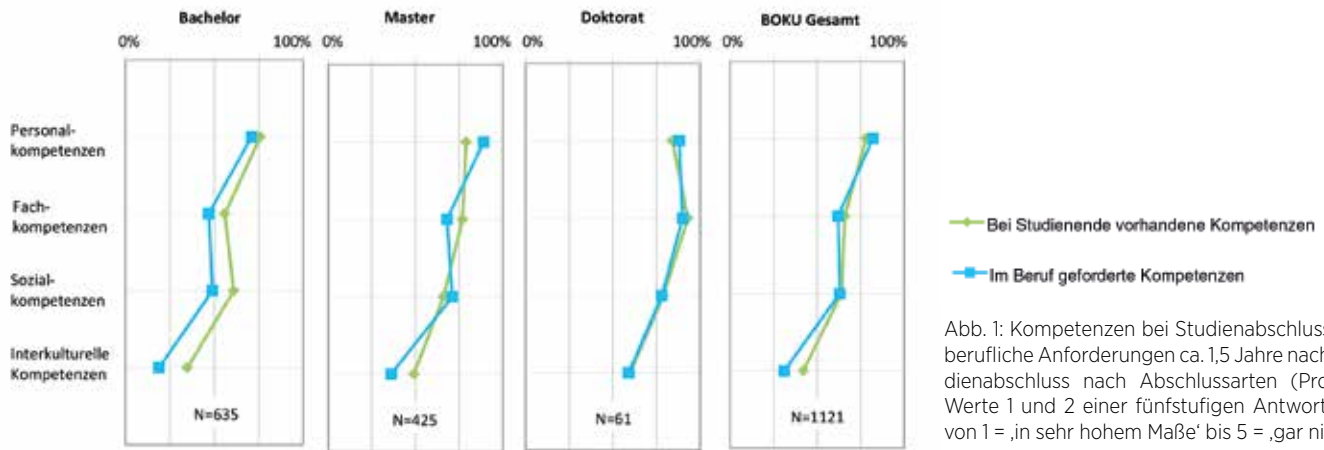 Bachelor
Master
Doktorat
BOKU Gesamt
0%
100%
0%
100%
0%
100%
0%
100%
Personal-
kompetenzen
Fach-
kompetenzen
Sozial-
kompetenzen
Interkulturelle
Kompetenzen
N=635
N=425
N=61
N=1121
Bei Studienende vorhandene Kompetenzen
Im Beruf geforderte Kompetenzen
Abb. 1: Kompetenzen bei Studienabschluss
berufliche Anforderungen ca. 1,5 Jahre nach
dienabschluss nach Abschlussarten (Pro
Werte 1 und 2 einer fünfstufigen Antwort
von 1 = ‚in sehr hohem Maße‘ bis 5 = ‚gar ni